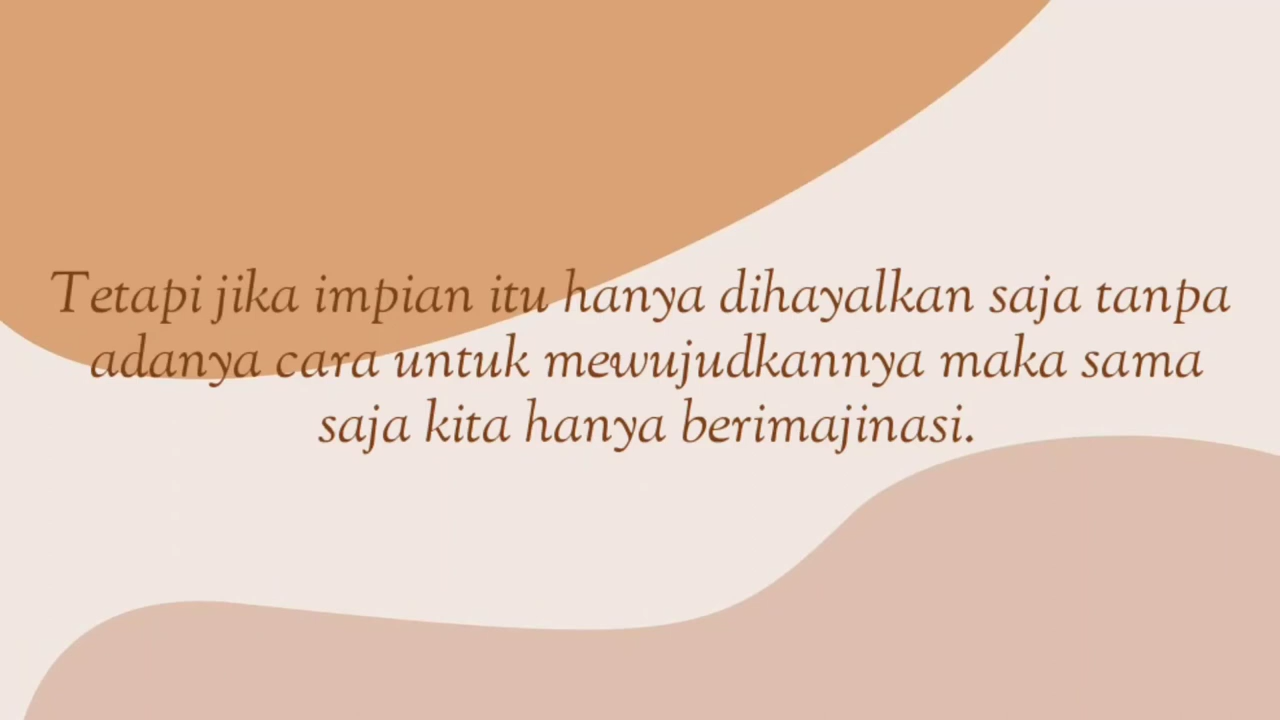 Tetapi jika impian itu hanya dihayalkan saja tanpa
adanya cara untuk mewujudkannya maka sama
saja kita hanya berimajinasi.